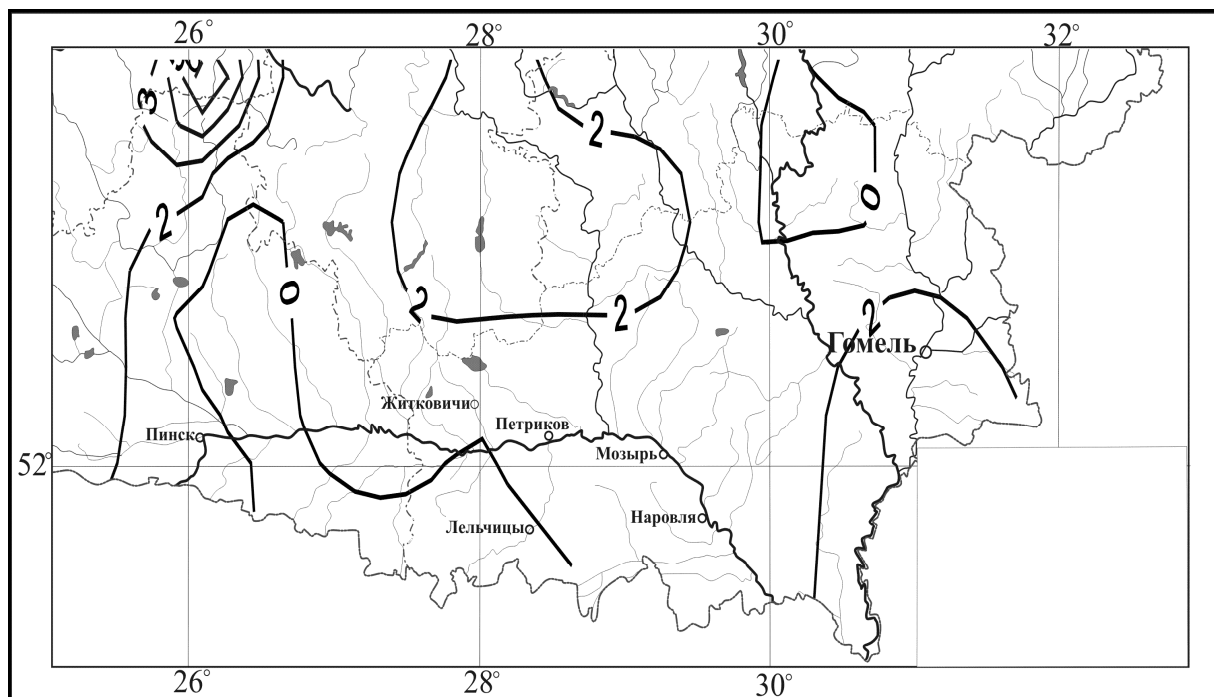 26° 28° 30° 32°
3
2
2
2
0
0
2
2
2
Гомель
Житковичи
Петриков
Пинск
Мозырь
52°
Наровля
Лельчицы
26° 28° 30°